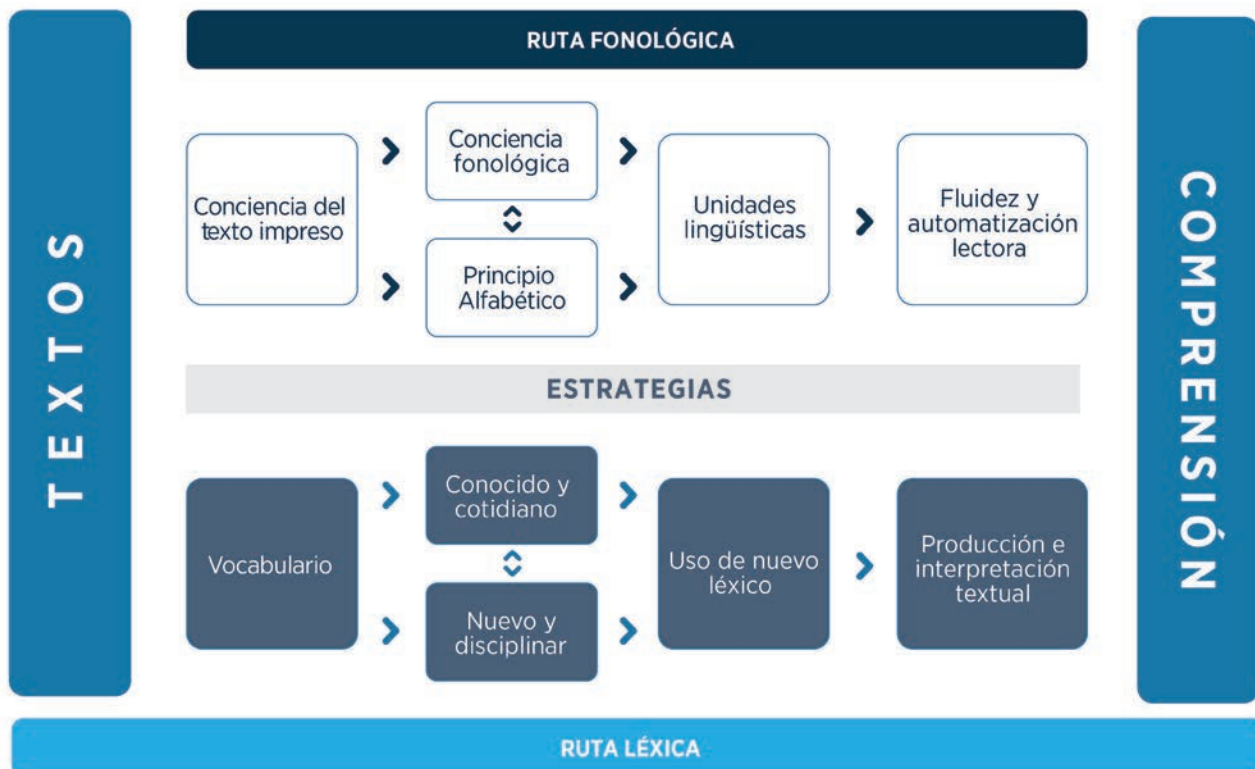 TEXTOS
RUTA FONOLÓGICA
Conciencia del
texto impreso
Conciencia
fonológica
Principio
Alfabético
Unidades
lingüísticas
Fluidez y
automatización
lectora
ESTRATEGIAS
Vocabulario
Conocido y
cotidiano
Nuevo y
disciplinar
Uso de nuevo
léxico
Producción e
interpretación
textual
COMPRENSIÓN
RUTA LÉXICA